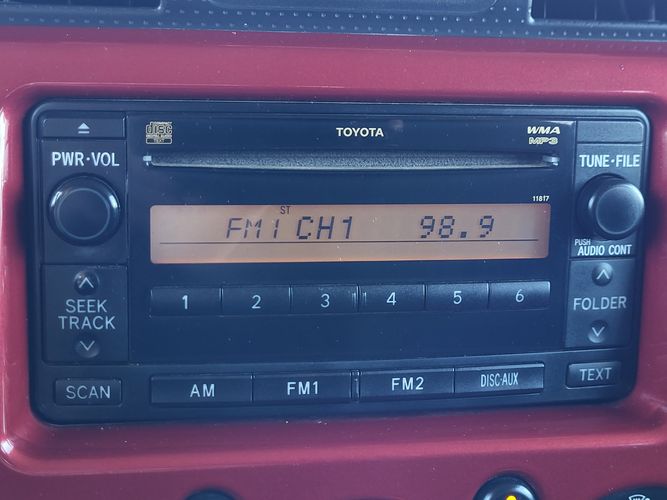 DISC
TEXT
TOYOTA
WMA
MP3
PWR·VOL
TUNE·FILE
11817
ST
FM1 CH1 98.9
PUSH
AUDIO CONT
SEEK
TRACK
1 2 3 4 5 6
FOLDER
SCAN
AM
FM1
FM2
DISC·AUX
TEXT